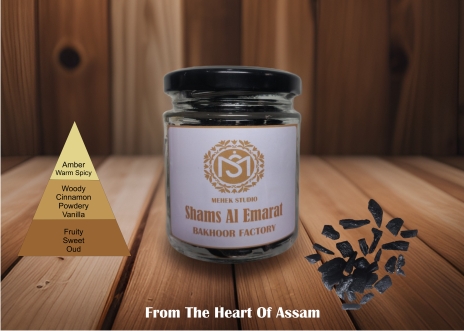 Amber
Warm Spicy
Woody
Cinnamon
Powdery
Vanilla
Fruity
Sweet
Oud
MS
MEHEK STUDIO
Shams Al Emarat
BAKHOOR FACTORY
From The Heart Of Assam